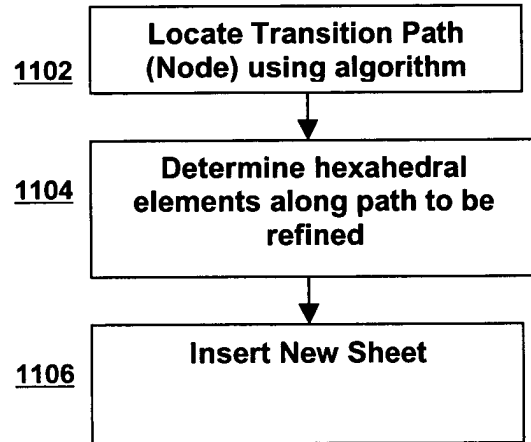 Locate Transition Path
(Node) using algorithm
1102
Determine hexahedral
elements along path to be
refined
1104
Insert New Sheet
1106